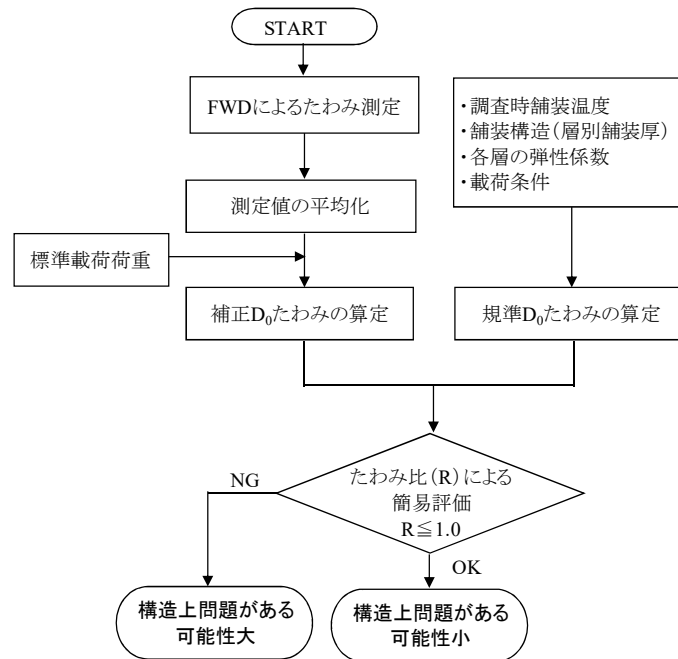 START
FWDによるたわみ測定
・調査時舗装温度
・舗装構造(層別舗装厚)
・各層の弾性係数
・載荷条件
測定値の平均化
標準載荷荷重
補正D₀たわみの算定
規準D₀たわみの算定
たわみ比(R)による
簡易評価
R≦1.0
NG
OK
構造上問題がある
可能性大
構造上問題がある
可能性小